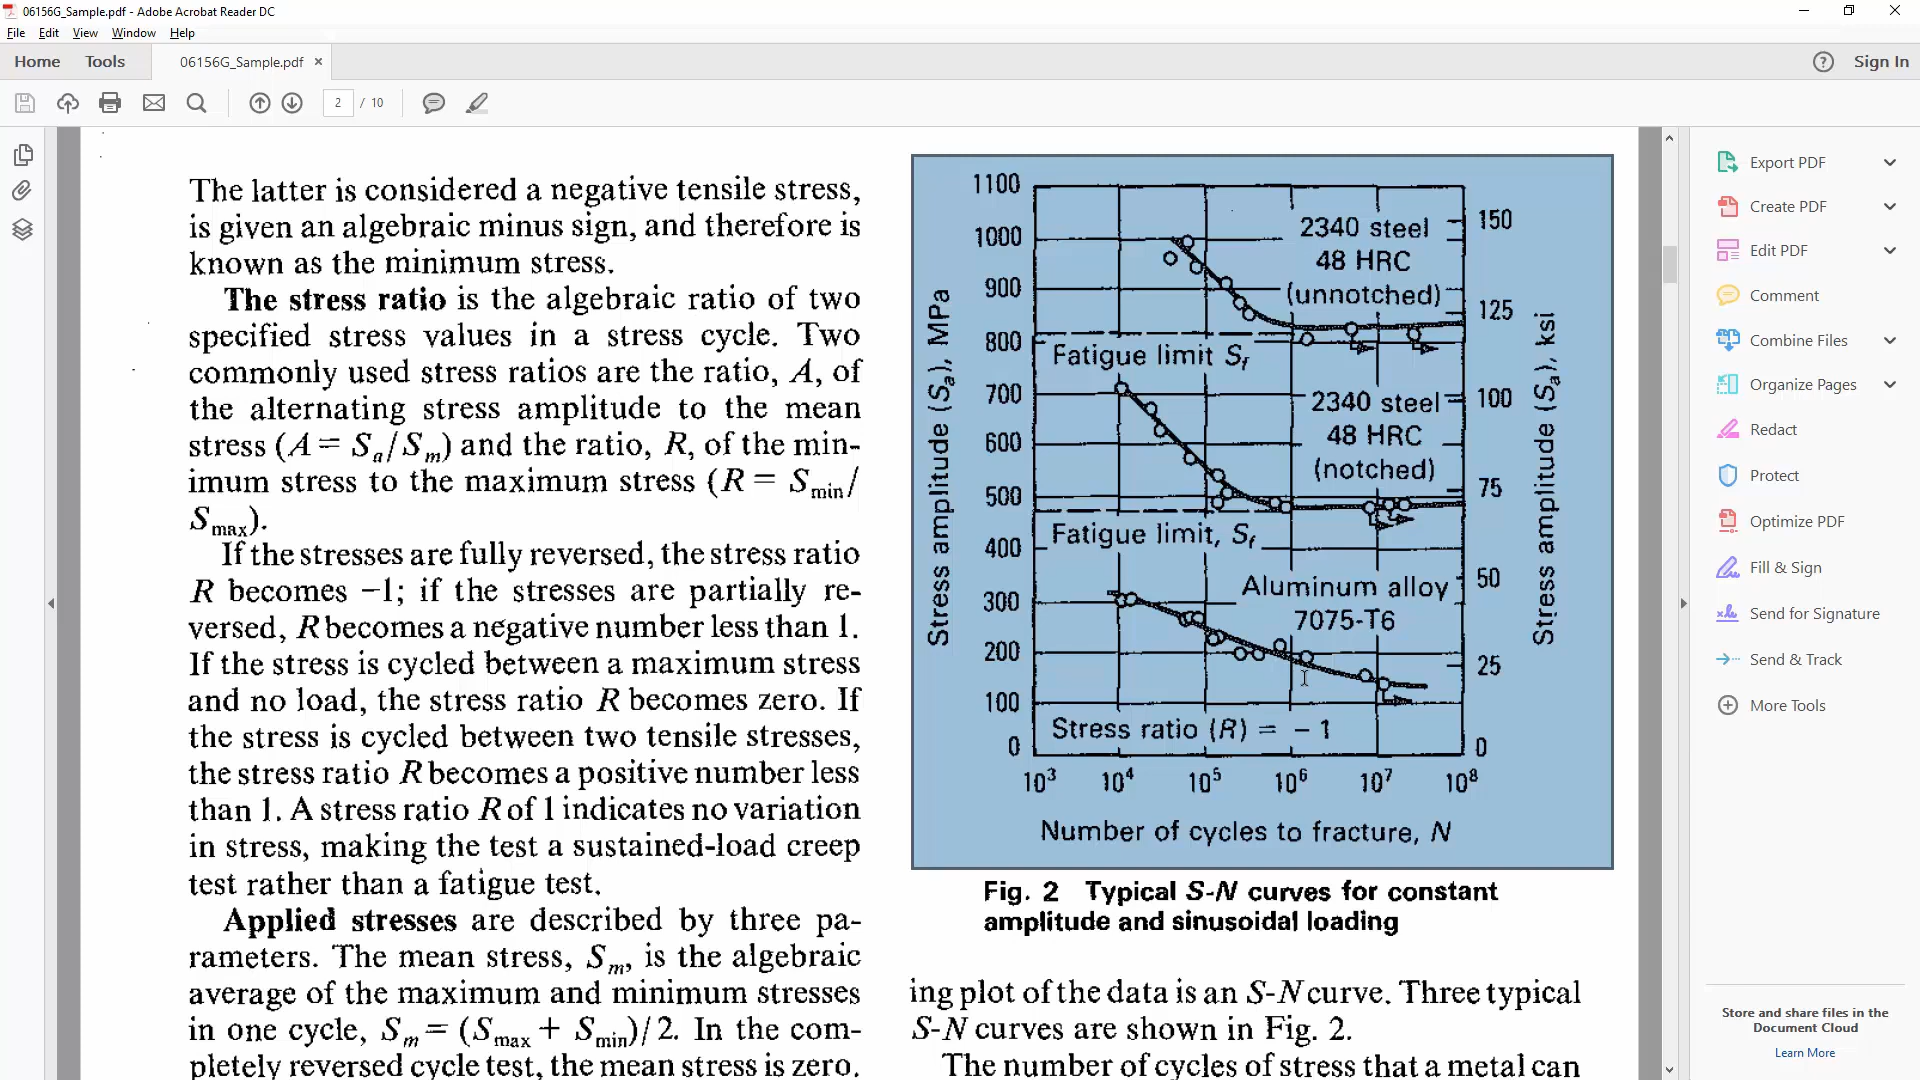 06156G_Sample.pdf - Adobe Acrobat Reader DC
File Edit View Window Help
Home Tools 06156G_Sample.pdf × Sign In
2 / 10
The latter is considered a negative tensile stress,
is given an algebraic minus sign, and therefore is
known as the minimum stress.
The stress ratio is the algebraic ratio of two
specified stress values in a stress cycle. Two
commonly used stress ratios are the ratio, A, of
the alternating stress amplitude to the mean
stress (A = Sa/Sm) and the ratio, R, of the min-
imum stress to the maximum stress (R = Smin/
Smax).
If the stresses are fully reversed, the stress ratio
R becomes −1; if the stresses are partially re-
versed, R becomes a negative number less than 1.
If the stress is cycled between a maximum stress
and no load, the stress ratio R becomes zero. If
the stress is cycled between two tensile stresses,
the stress ratio R becomes a positive number less
than 1. A stress ratio R of 1 indicates no variation
in stress, making the test a sustained-load creep
test rather than a fatigue test.
Applied stresses are described by three pa-
rameters. The mean stress, Sm, is the algebraic
average of the maximum and minimum stresses
in one cycle, Sm = (Smax + Smin)/2. In the com-
pletely reversed cycle test, the mean stress is zero.
Stress amplitude (Sa), MPa
1100
1000
900
800
700
600
500
400
300
200
100
0
2340 steel
48 HRC
(unnotched)
Fatigue limit Sf
2340 steel
48 HRC
(notched)
Fatigue limit, Sf
Aluminum alloy
7075-T6
Stress ratio (R) = − 1
150
125
100
75
50
25
0
Stress amplitude (Sa), ksi
10³ 10⁴ 10⁵ 10⁶ 10⁷ 10⁸
Number of cycles to fracture, N
Fig. 2 Typical S-N curves for constant
amplitude and sinusoidal loading
ing plot of the data is an S-N curve. Three typical
S-N curves are shown in Fig. 2.
The number of cycles of stress that a metal can
Export PDF
Create PDF
Edit PDF
Comment
Combine Files
Organize Pages
Redact
Protect
Optimize PDF
Fill & Sign
Send for Signature
Send & Track
More Tools
Store and share files in the
Document Cloud
Learn More